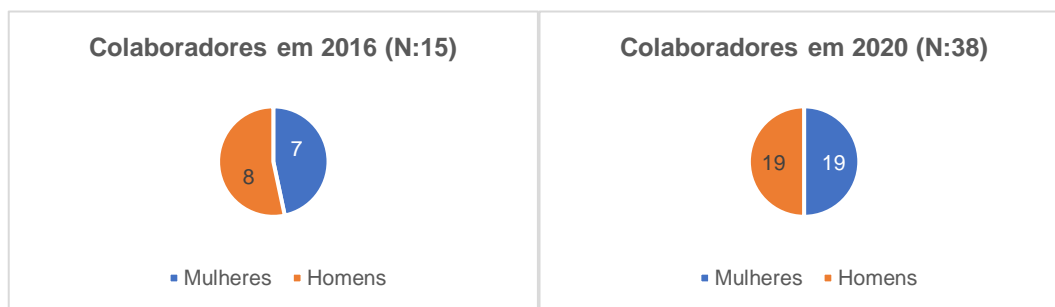 Colaboradores em 2016 (N:15)
7
8
Mulheres Homens
Colaboradores em 2020 (N:38)
19 19
Mulheres Homens